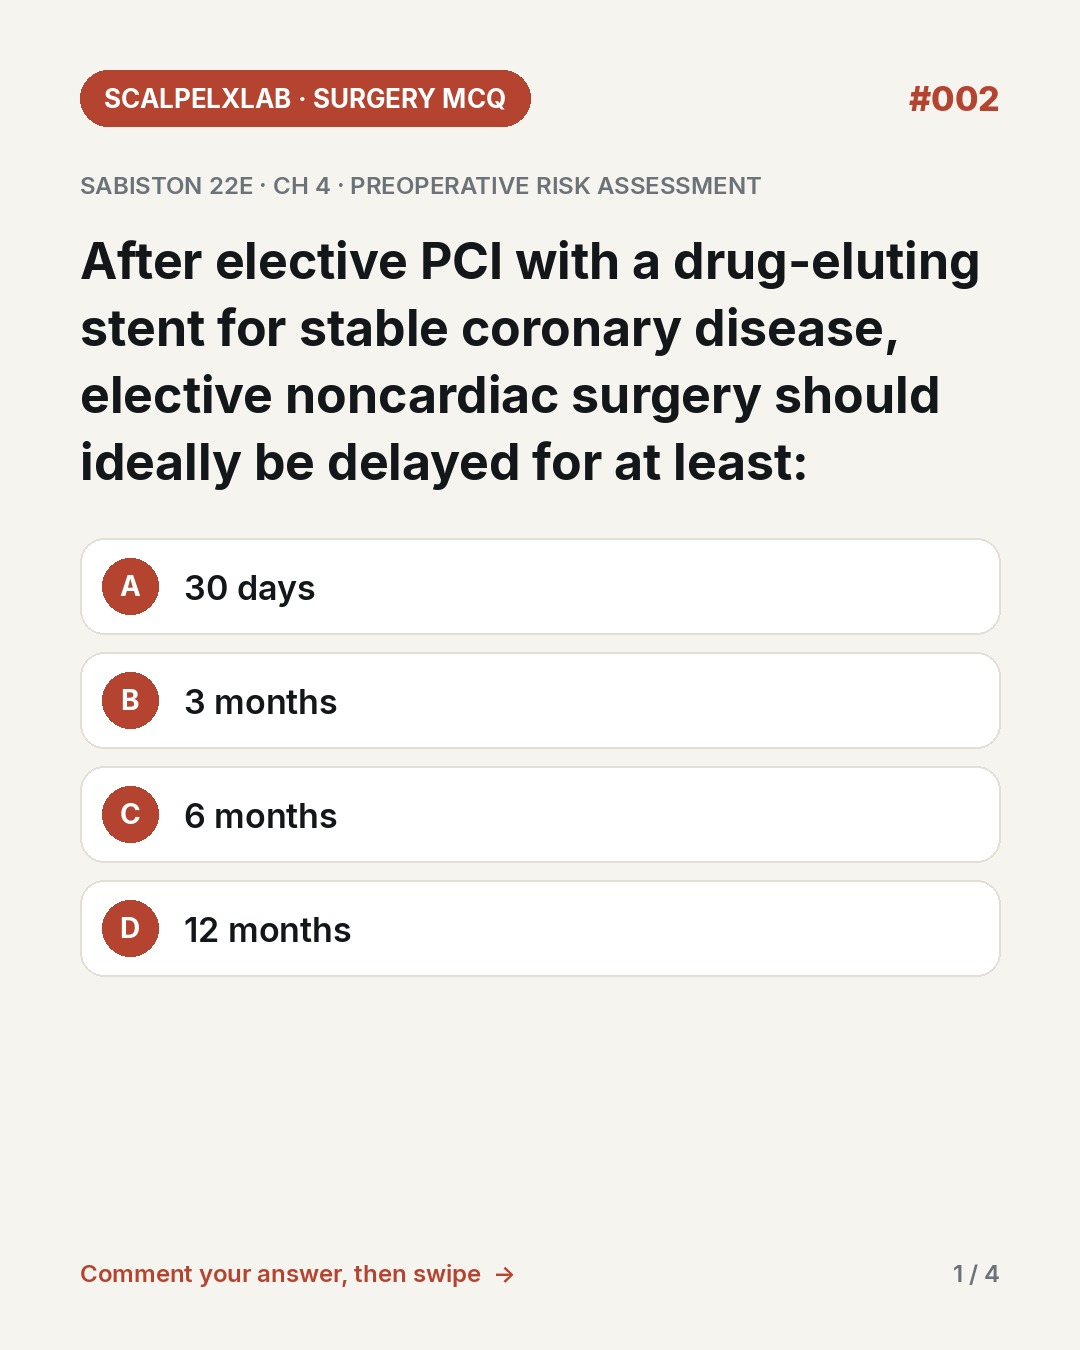 SCALPELXLAB · SURGERY MCQ
#002
SABISTON 22E · CH 4 · PREOPERATIVE RISK ASSESSMENT
After elective PCI with a drug-eluting
stent for stable coronary disease,
elective noncardiac surgery should
ideally be delayed for at least:
A 30 days
B 3 months
C 6 months
D 12 months
Comment your answer, then swipe →
1 / 4